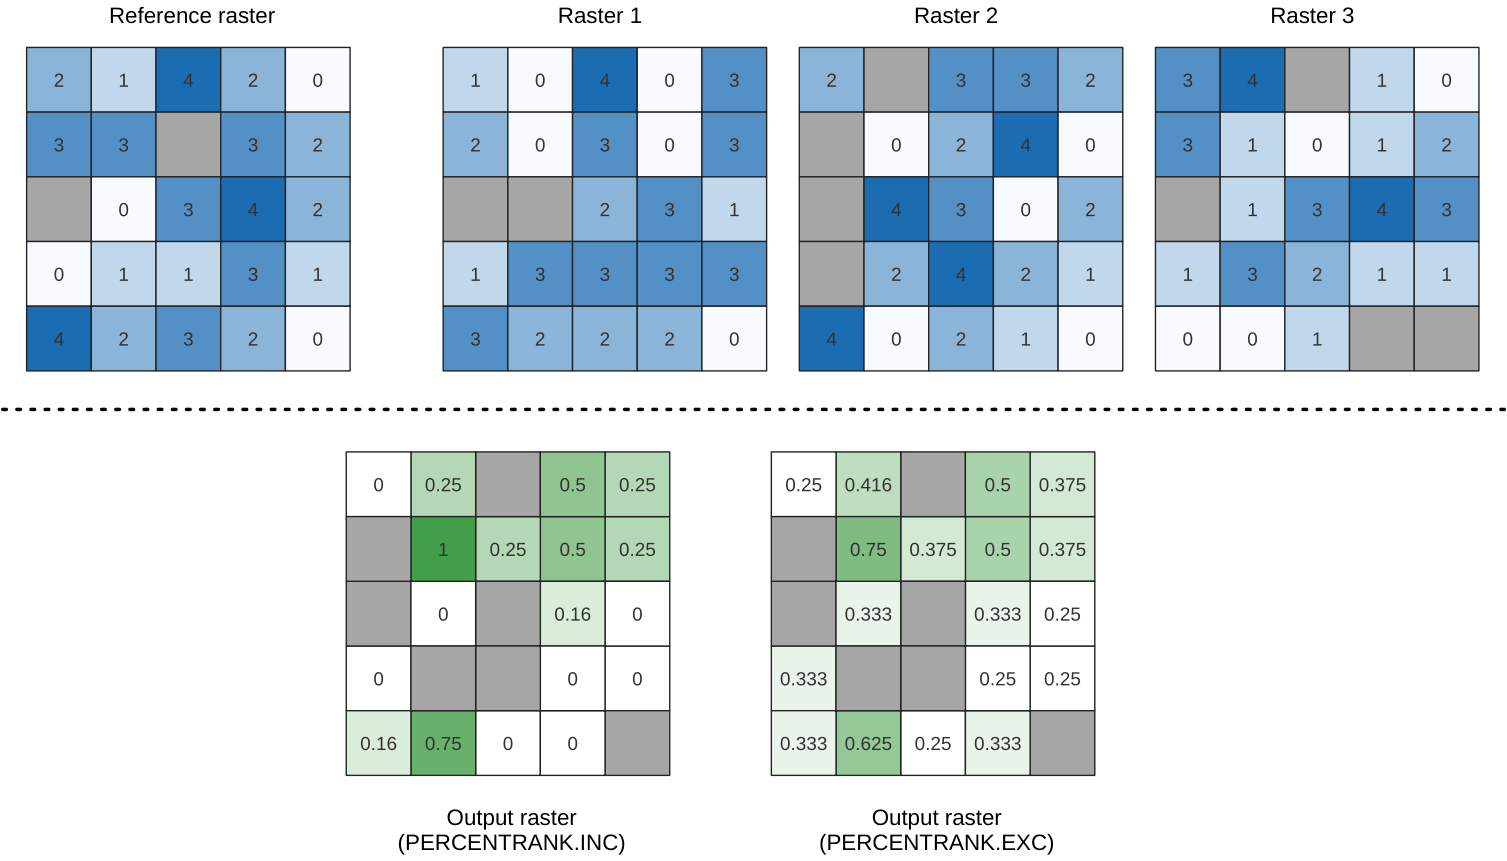 Reference raster Raster 1 Raster 2 Raster 3
2 1 4 2 0 1 0 4 0 3 2 3 3 2 3 4 1 0
3 3 3 2 2 0 3 0 3 0 2 4 0 3 1 0 1 2
0 3 4 2 2 3 1 4 3 0 2 1 3 4 3
0 1 1 3 1 1 3 3 3 3 2 4 2 1 1 3 2 1 1
4 2 3 2 0 3 2 2 2 0 4 0 2 1 0 0 0 1
0 0.25 0.5 0.25 0.25 0.416 0.5 0.375
1 0.25 0.5 0.25 0.75 0.375 0.5 0.375
0 0.16 0 0.333 0.333 0.25
0 0 0 0.333 0.25 0.25
0.16 0.75 0 0 0.333 0.625 0.25 0.333
Output raster Output raster
(PERCENTRANK.INC) (PERCENTRANK.EXC)